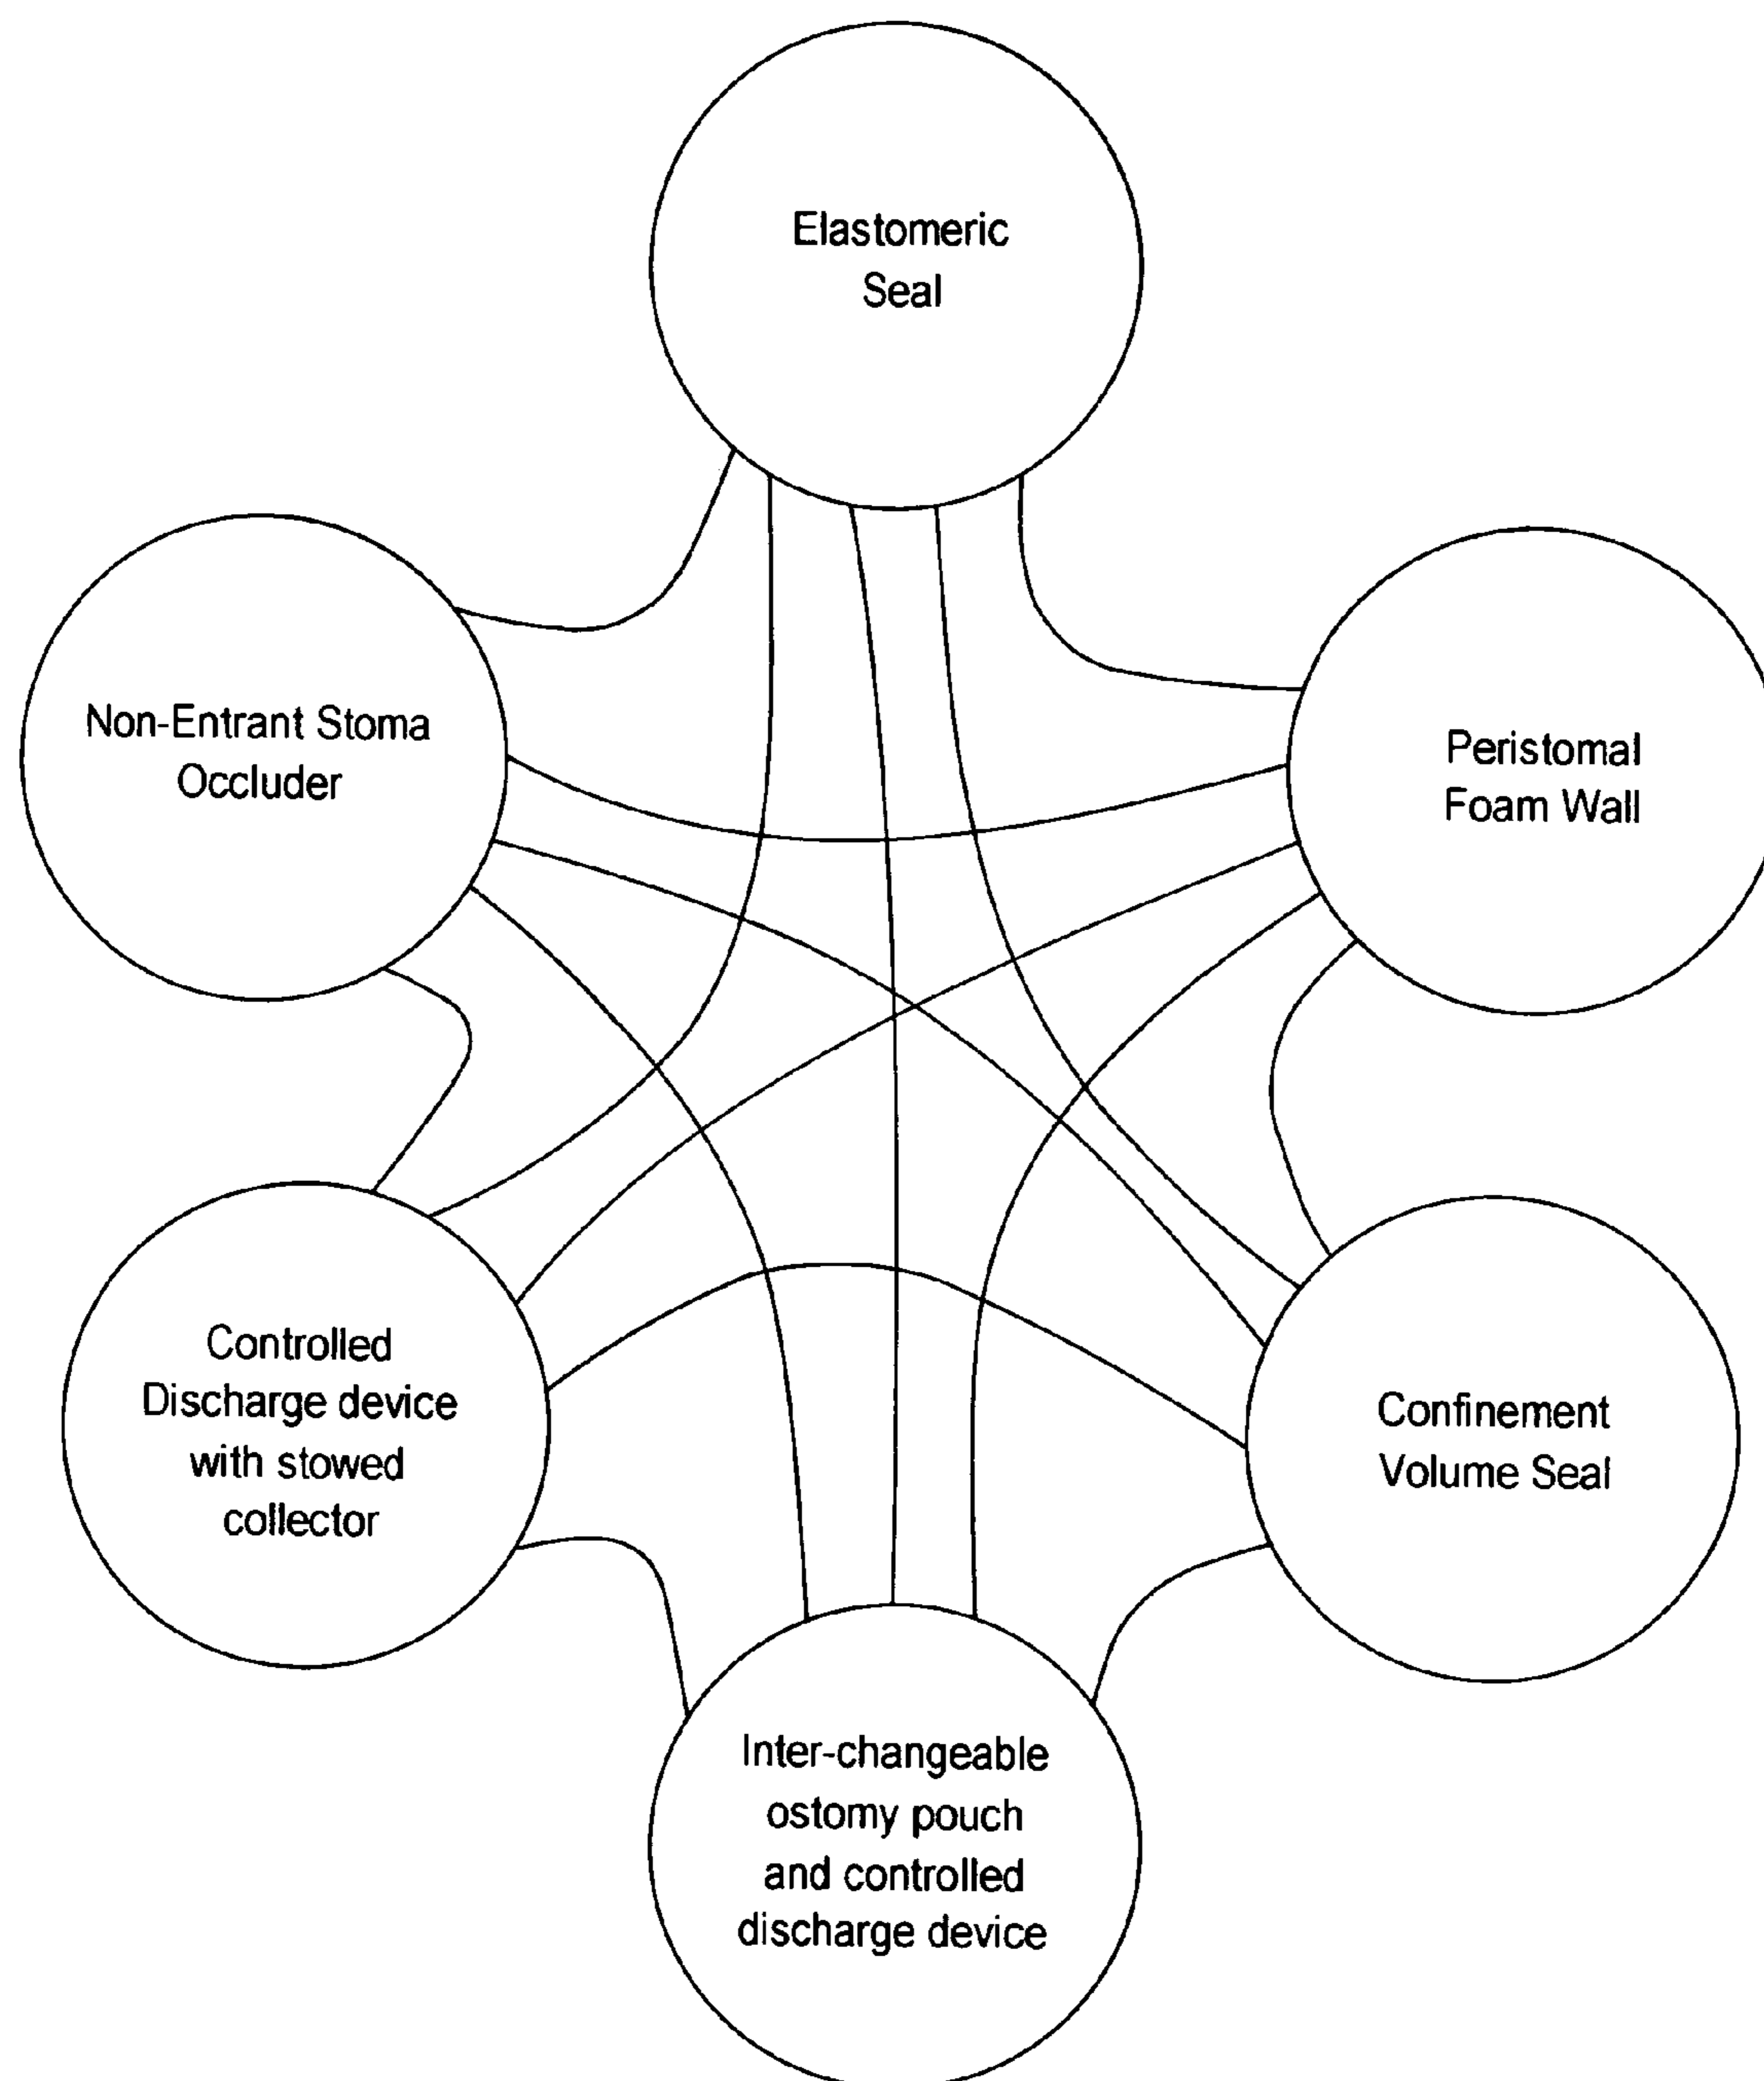 Elastomeric
Seal
Non-Entrant Stoma
Occluder
Peristomal
Foam Wall
Controlled
Discharge device
with stowed
collector
Confinement
Volume Seal
Inter-changeable
ostomy pouch
and controlled
discharge device